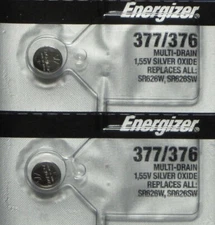 Energizer
377/376
MULTI-DRAIN
1,55V SILVER OXIDE
REPLACES ALL:
SR626W, SR626SW
Energizer
377/376
MULTI-DRAIN
1,55V SILVER OXIDE
REPLACES ALL:
SR626W, SR626SW